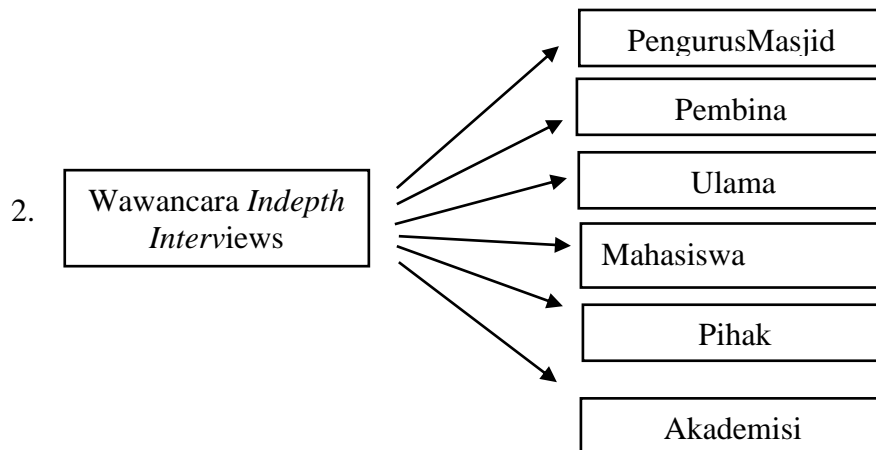 PengurusMasjid
Pembina
Ulama
2.
Wawancara Indepth
Interviews
Mahasiswa
Pihak
Akademisi